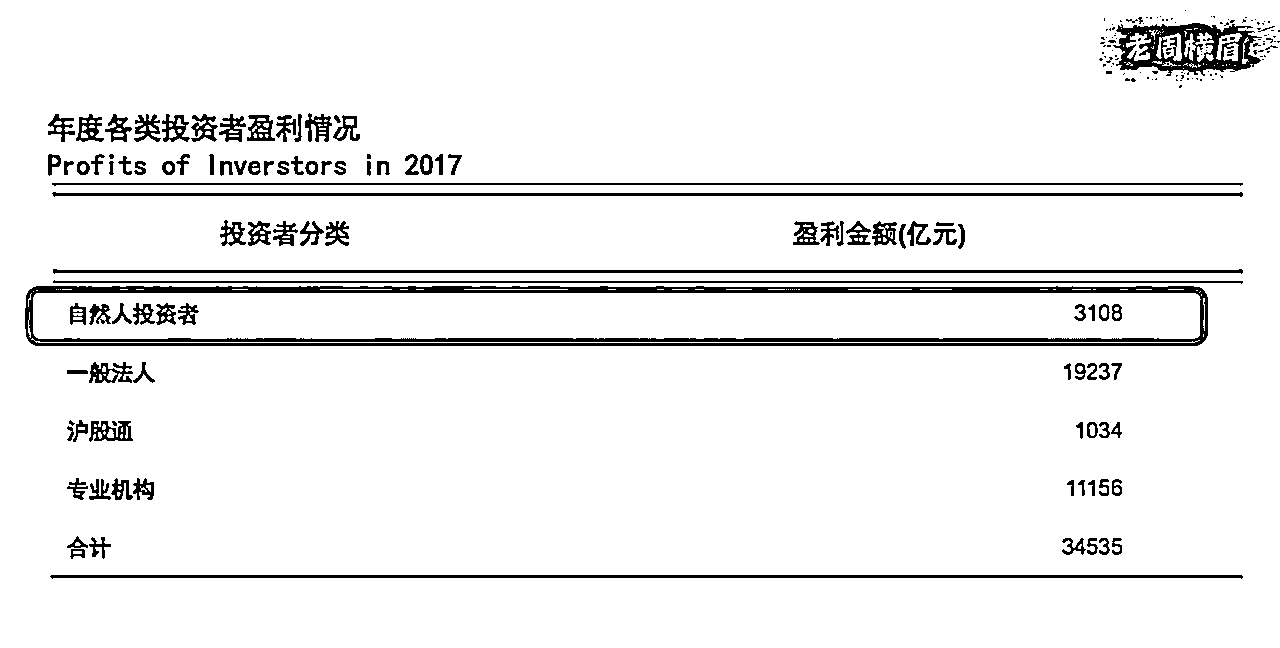 老周横眉
年度各类投资者盈利情况
Profits of Inverstors in 2017
投资者分类 盈利金额(亿元)
自然人投资者 3108
一般法人 19237
沪股通 1034
专业机构 11156
合计 34535